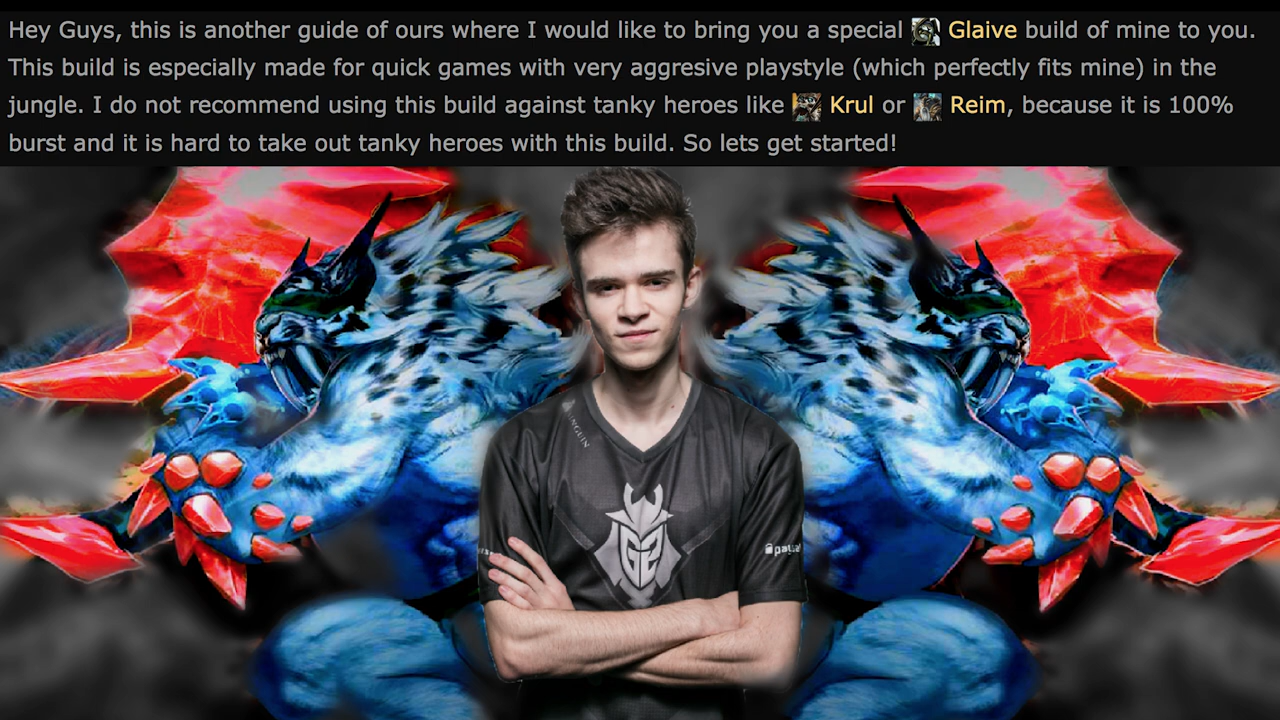 Hey Guys, this is another guide of ours where I would like to bring you a special Glaive build of mine to you.
This build is especially made for quick games with very aggresive playstyle (which perfectly fits mine) in the
jungle. I do not recommend using this build against tanky heroes like Krul or Reim, because it is 100%
burst and it is hard to take out tanky heroes with this build. So lets get started!
G2